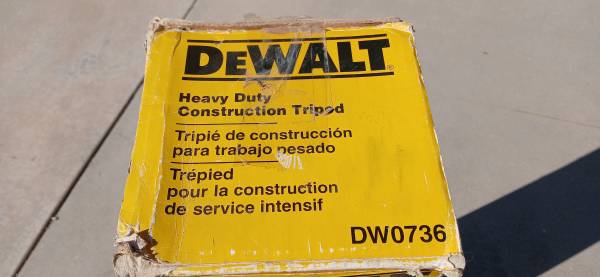 DEWALT®
Heavy Duty
Construction Tripod
Tripié de construcción
para trabajo pesado
Trépied
pour la construction
de service intensif
DW0736